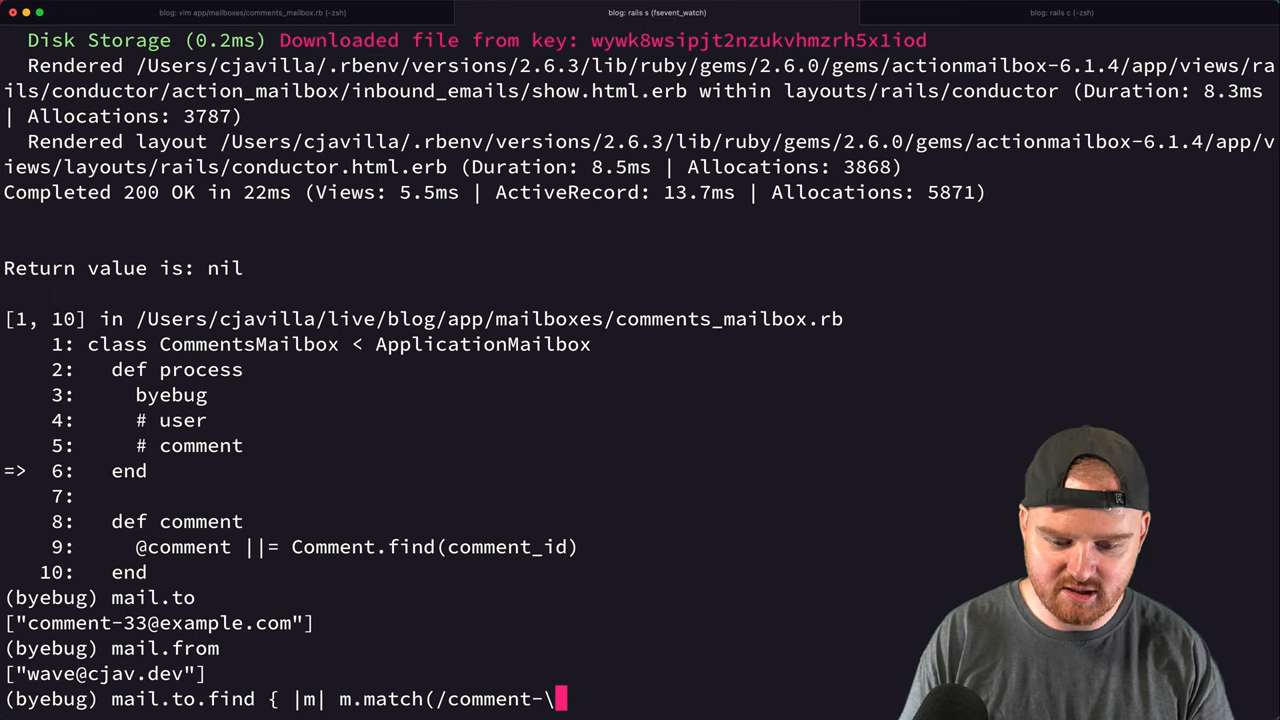 blog: vim app/mailboxes/comments_mailbox.rb (-zsh)
blog: rails s (fsevent_watch)
blog: rails c (-zsh)
Disk Storage (0.2ms) Downloaded file from key: wywk8wsipjt2nzukvhmzrh5x1iod
Rendered /Users/cjavilla/.rbenv/versions/2.6.3/lib/ruby/gems/2.6.0/gems/actionmailbox-6.1.4/app/views/ra
ils/conductor/action_mailbox/inbound_emails/show.html.erb within layouts/rails/conductor (Duration: 8.3ms
| Allocations: 3787)
Rendered layout /Users/cjavilla/.rbenv/versions/2.6.3/lib/ruby/gems/2.6.0/gems/actionmailbox-6.1.4/app/v
iews/layouts/rails/conductor.html.erb (Duration: 8.5ms | Allocations: 3868)
Completed 200 OK in 22ms (Views: 5.5ms | ActiveRecord: 13.7ms | Allocations: 5871)
Return value is: nil
[1, 10] in /Users/cjavilla/live/blog/app/mailboxes/comments_mailbox.rb
1: class CommentsMailbox < ApplicationMailbox
2: def process
3: byebug
4: # user
5: # comment
=> 6: end
7:
8: def comment
9: @comment ||= Comment.find(comment_id)
10: end
(byebug) mail.to
["comment-33@example.com"]
(byebug) mail.from
["wave@cjav.dev"]
(byebug) mail.to.find { |m| m.match(/comment-\